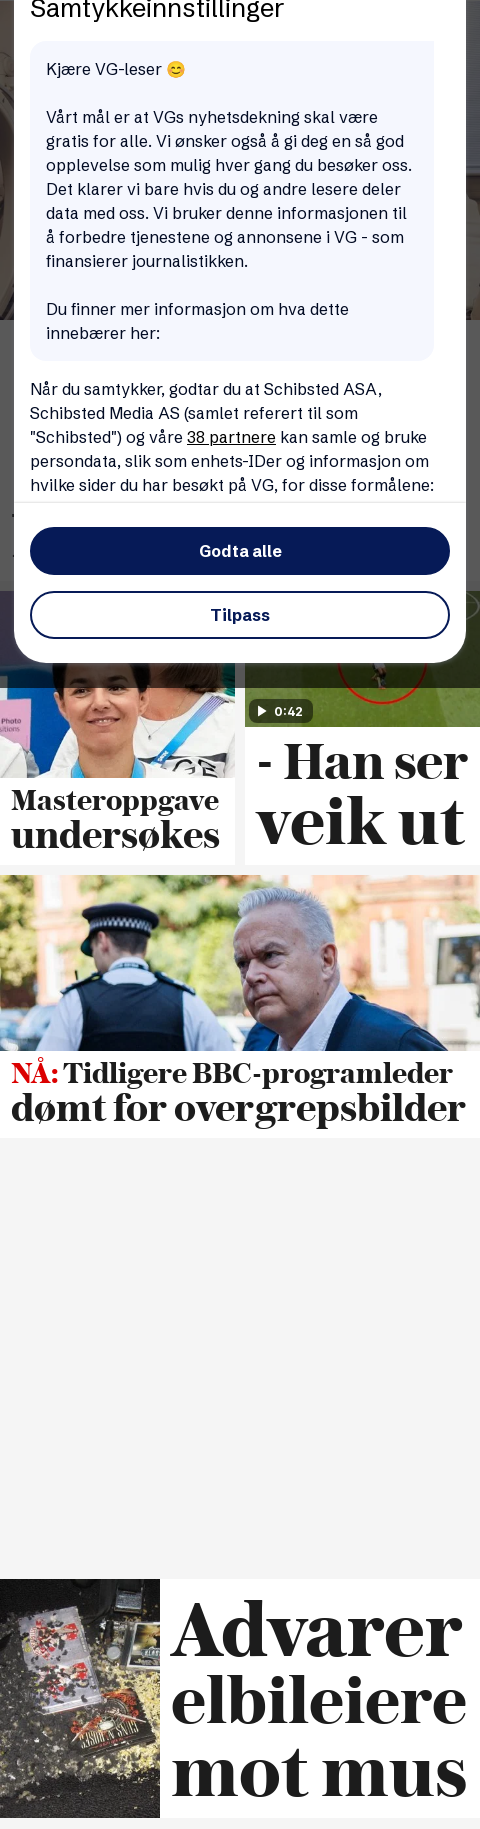 Samtykkeinnstillinger
Kjære VG-leser 😊
Vårt mål er at VGs nyhetsdekning skal være
gratis for alle. Vi ønsker også å gi deg en så god
opplevelse som mulig hver gang du besøker oss.
Det klarer vi bare hvis du og andre lesere deler
data med oss. Vi bruker denne informasjonen til
å forbedre tjenestene og annonsene i VG - som
finansierer journalistikken.
Du finner mer informasjon om hva dette
innebærer her:
Når du samtykker, godtar du at Schibsted ASA,
Schibsted Media AS (samlet referert til som
"Schibsted") og våre 38 partnere kan samle og bruke
persondata, slik som enhets-IDer og informasjon om
hvilke sider du har besøkt på VG, for disse formålene:
Godta alle
Tilpass
Photo
0:42
Masteroppgave
undersøkes
- Han ser
veik ut
NÅ: Tidligere BBC-programleder
dømt for overgrepsbilder
Advarer
elbileiere
mot mus